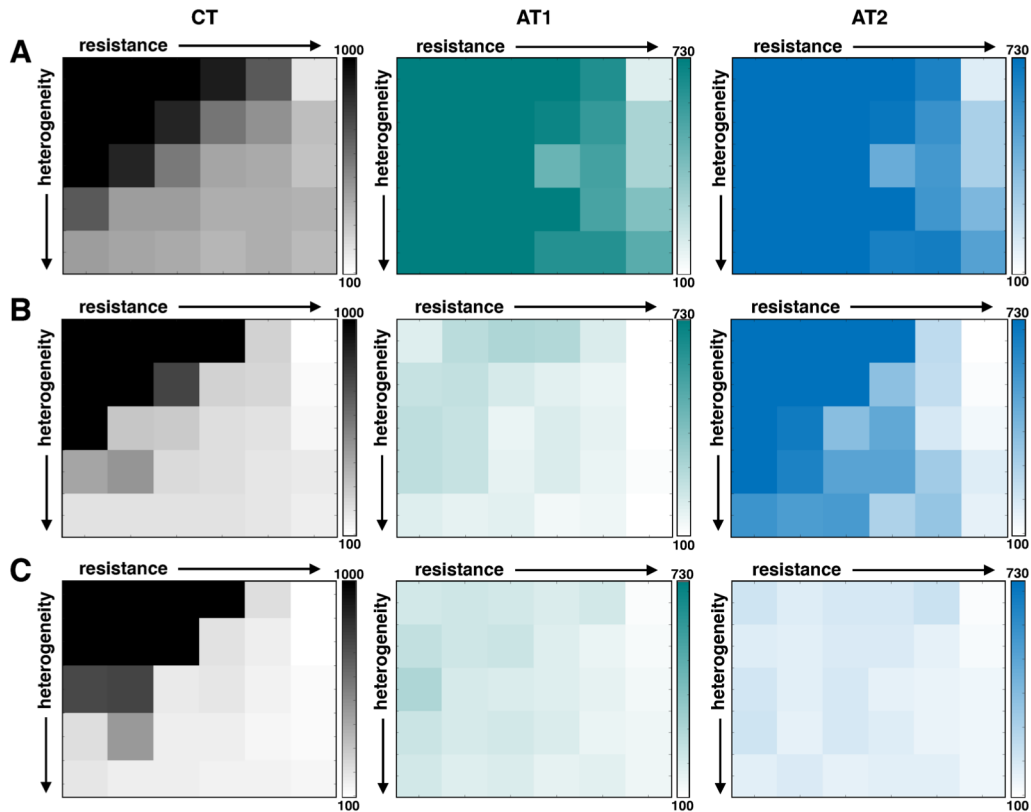 CT AT1 AT2
A resistance 1000 resistance 730 resistance 730
heterogeneity heterogeneity heterogeneity
100 100 100
B resistance 1000 resistance 730 resistance 730
heterogeneity heterogeneity heterogeneity
100 100 100
C resistance 1000 resistance 730 resistance 730
heterogeneity heterogeneity heterogeneity
100 100 100